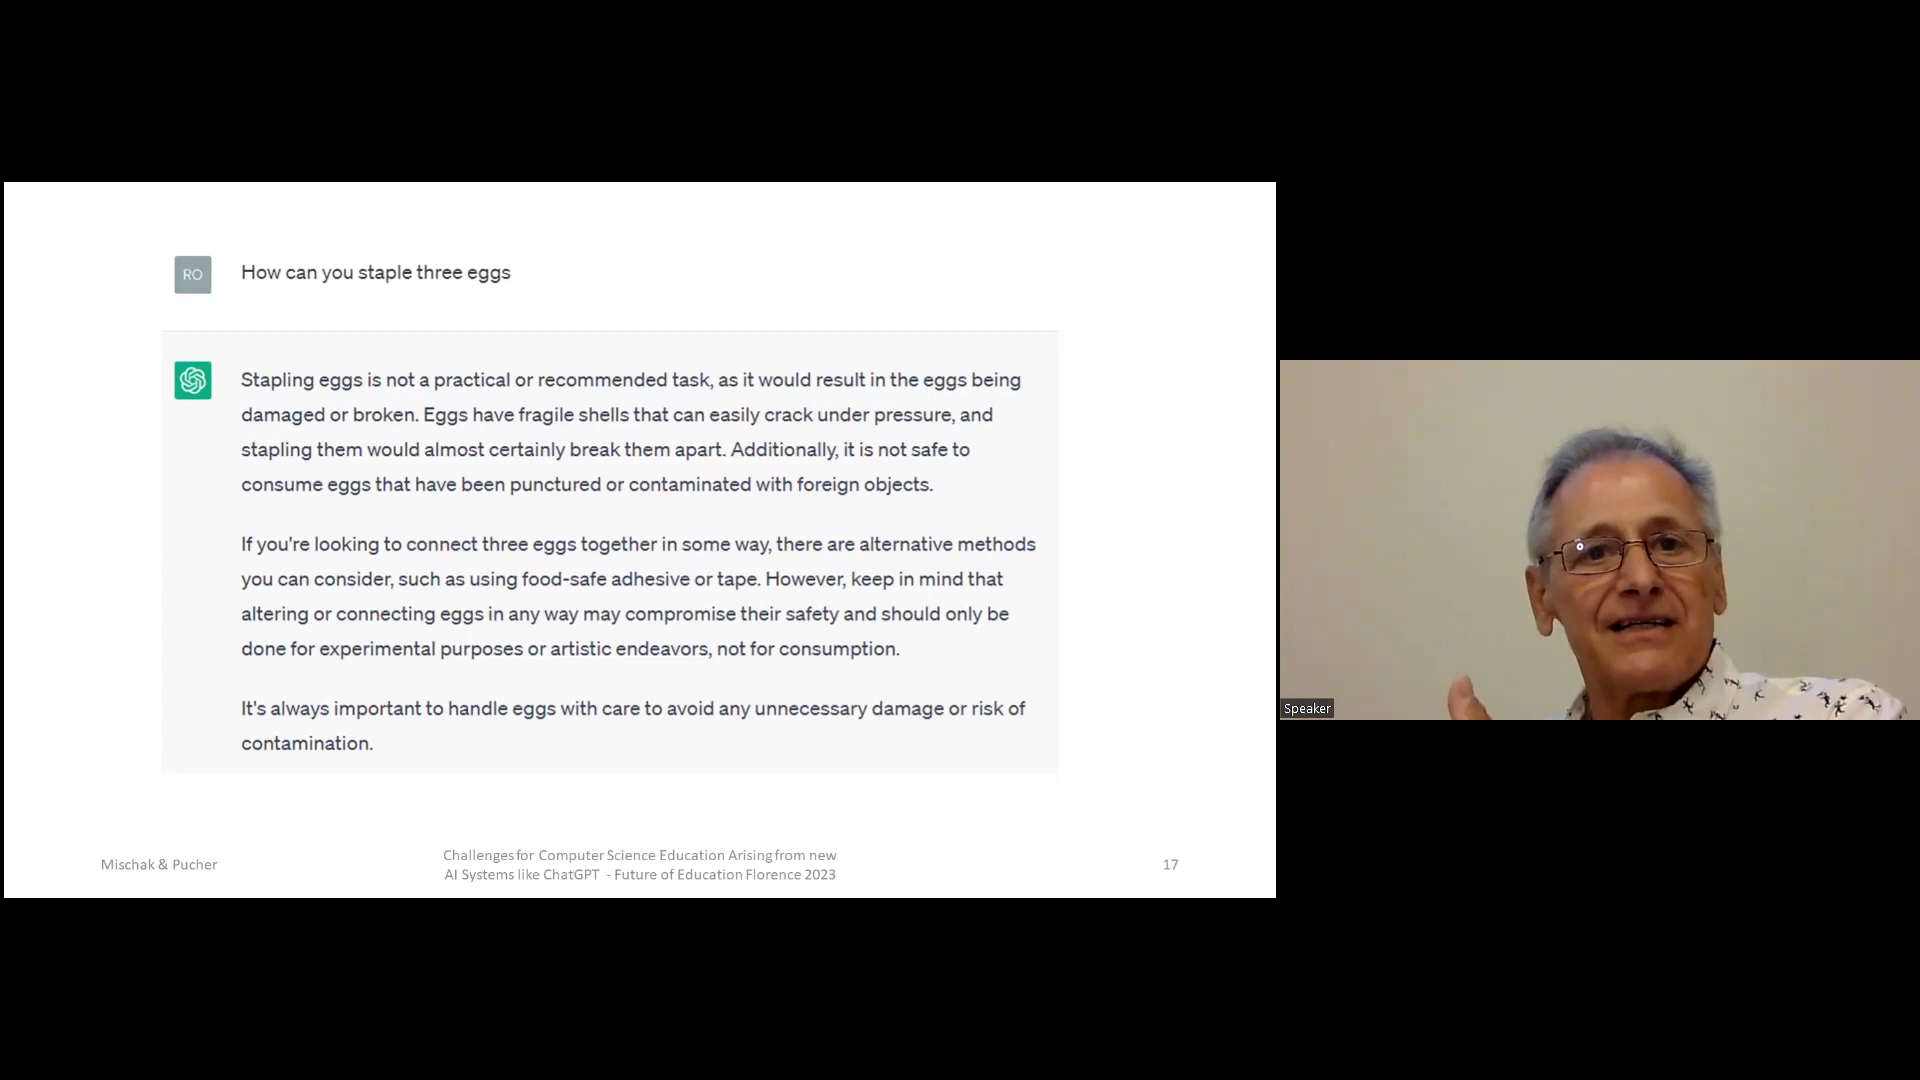 RO
How can you staple three eggs
Stapling eggs is not a practical or recommended task, as it would result in the eggs being
damaged or broken. Eggs have fragile shells that can easily crack under pressure, and
stapling them would almost certainly break them apart. Additionally, it is not safe to
consume eggs that have been punctured or contaminated with foreign objects.
If you're looking to connect three eggs together in some way, there are alternative methods
you can consider, such as using food-safe adhesive or tape. However, keep in mind that
altering or connecting eggs in any way may compromise their safety and should only be
done for experimental purposes or artistic endeavors, not for consumption.
It's always important to handle eggs with care to avoid any unnecessary damage or risk of
contamination.
Mischak & Pucher
Challenges for Computer Science Education Arising from new
AI Systems like ChatGPT - Future of Education Florence 2023
17
Speaker